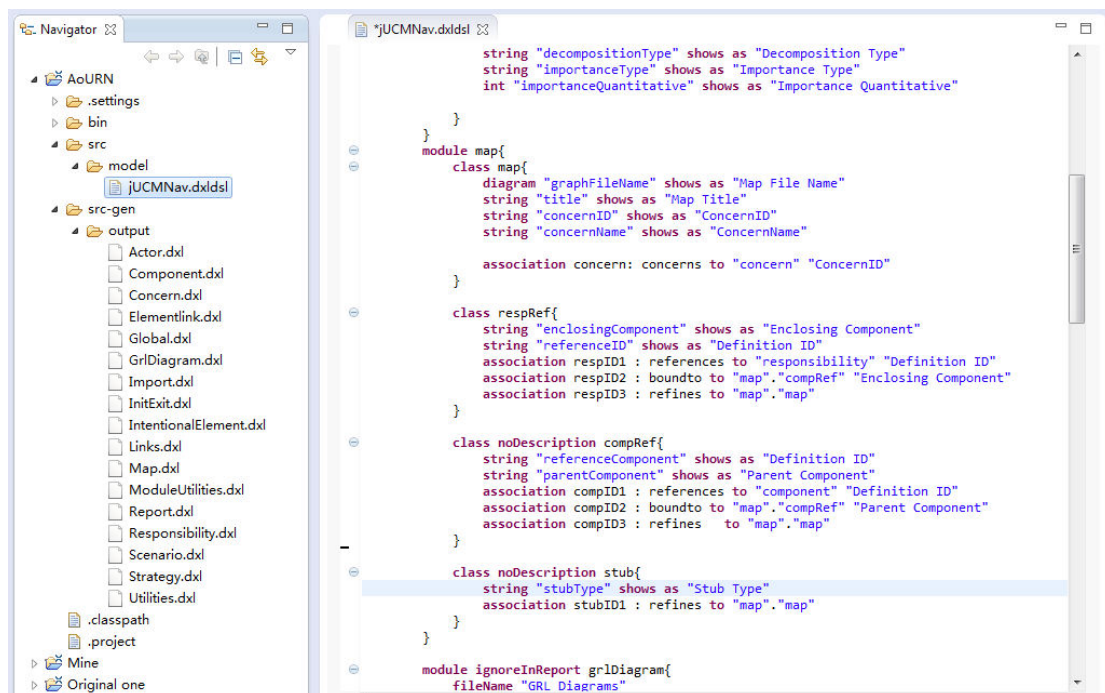 Navigator
AoURN
.settings
bin
src
model
jUCMNav.dxldsl
src-gen
output
Actor.dxl
Component.dxl
Concern.dxl
Elementlink.dxl
Global.dxl
GrlDiagram.dxl
Import.dxl
InitExit.dxl
IntentionalElement.dxl
Links.dxl
Map.dxl
ModuleUtilities.dxl
Report.dxl
Responsibility.dxl
Scenario.dxl
Strategy.dxl
Utilities.dxl
.classpath
.project
Mine
Original one
*jUCMNav.dxldsl
string "decompositionType" shows as "Decomposition Type"
string "importanceType" shows as "Importance Type"
int "importanceQuantitative" shows as "Importance Quantitative"
}
}
module map{
class map{
diagram "graphFileName" shows as "Map File Name"
string "title" shows as "Map Title"
string "concernID" shows as "ConcernID"
string "concernName" shows as "ConcernName"
association concern: concerns to "concern" "ConcernID"
}
class respRef{
string "enclosingComponent" shows as "Enclosing Component"
string "referenceID" shows as "Definition ID"
association respID1 : references to "responsibility" "Definition ID"
association respID2 : boundto to "map"."compRef" "Enclosing Component"
association respID3 : refines to "map"."map"
}
class noDescription compRef{
string "referenceComponent" shows as "Definition ID"
string "parentComponent" shows as "Parent Component"
association compID1 : references to "component" "Definition ID"
association compID2 : boundto to "map"."compRef" "Parent Component"
association compID3 : refines   to "map"."map"
}
class noDescription stub{
string "stubType" shows as "Stub Type"
association stubID1 : refines to "map"."map"
}
}
module ignoreInReport grlDiagram{
fileName "GRL Diagrams"